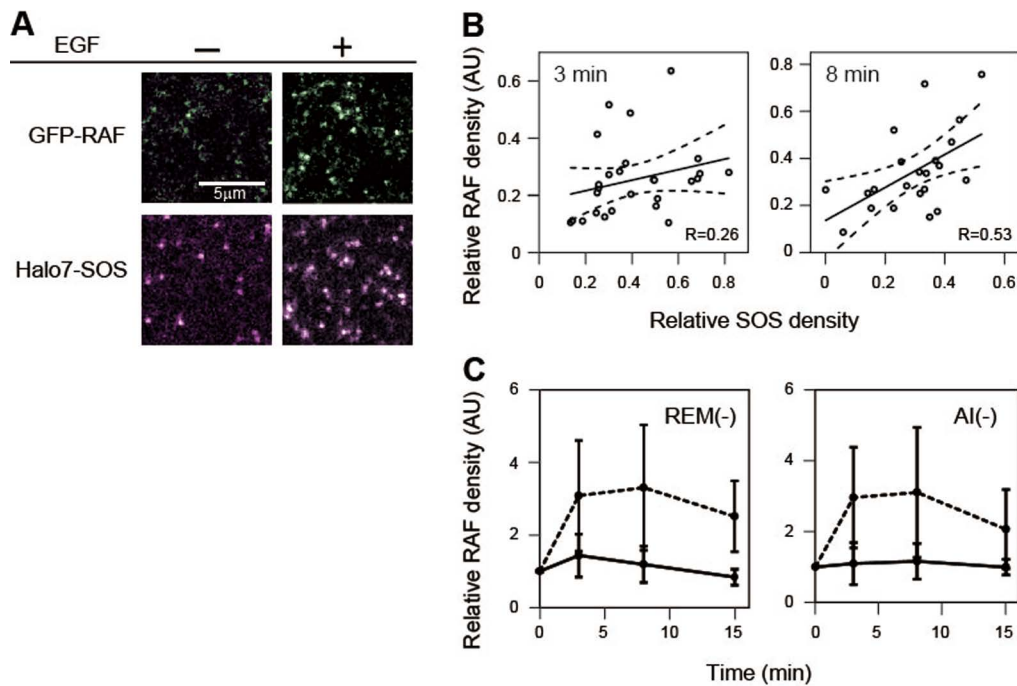 A
EGF
− +
GFP-RAF
5μm
Halo7-SOS
B
Relative RAF density (AU)
3 min
0.6
0.4
0.2
0
R=0.26
0 0.2 0.4 0.6 0.8
8 min
0.8
0.6
0.4
0.2
0
R=0.53
0 0.2 0.4 0.6
Relative SOS density
C
Relative RAF density (AU)
REM(-)
6
4
2
0
0 5 10 15
AI(-)
6
4
2
0
0 5 10 15
Time (min)